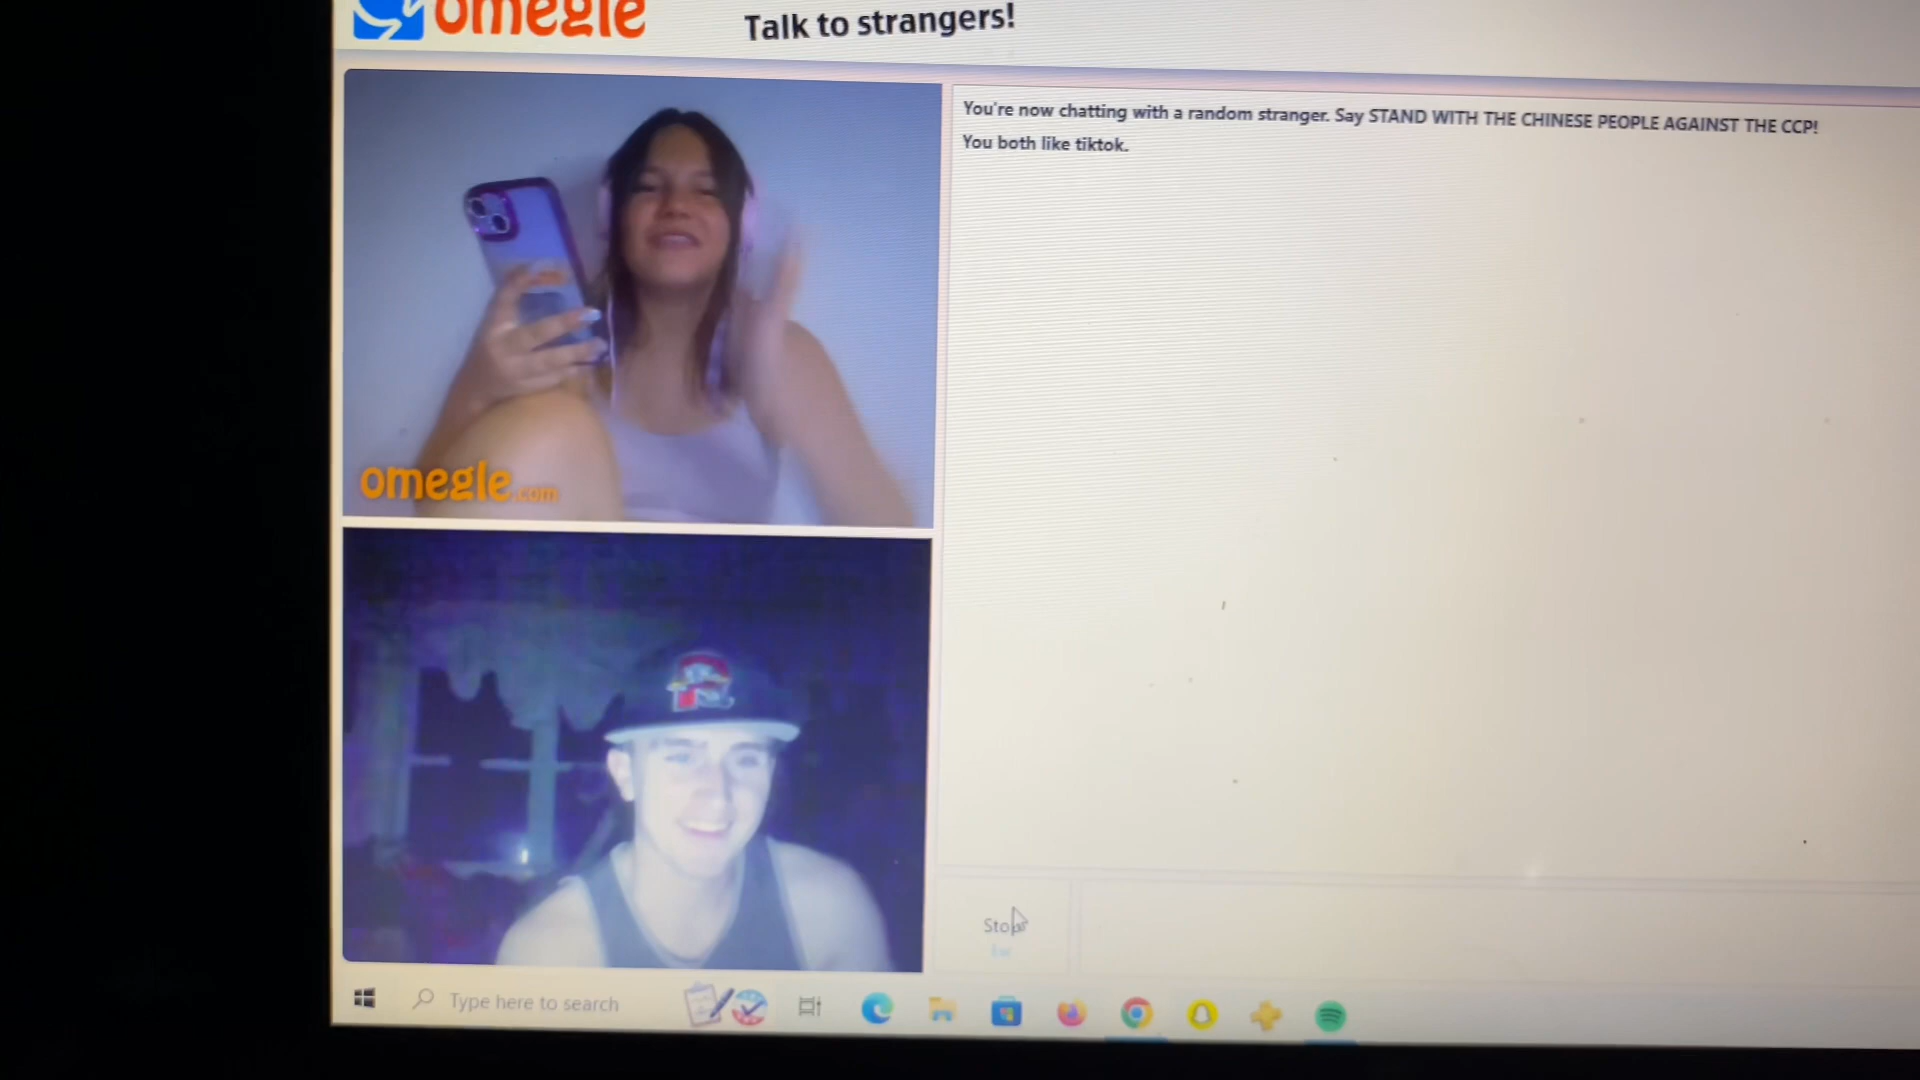 omegle
Talk to strangers!
You're now chatting with a random stranger. Say STAND WITH THE CHINESE PEOPLE AGAINST THE CCP!
You both like tiktok.
omegle.com
Stop
Type here to search